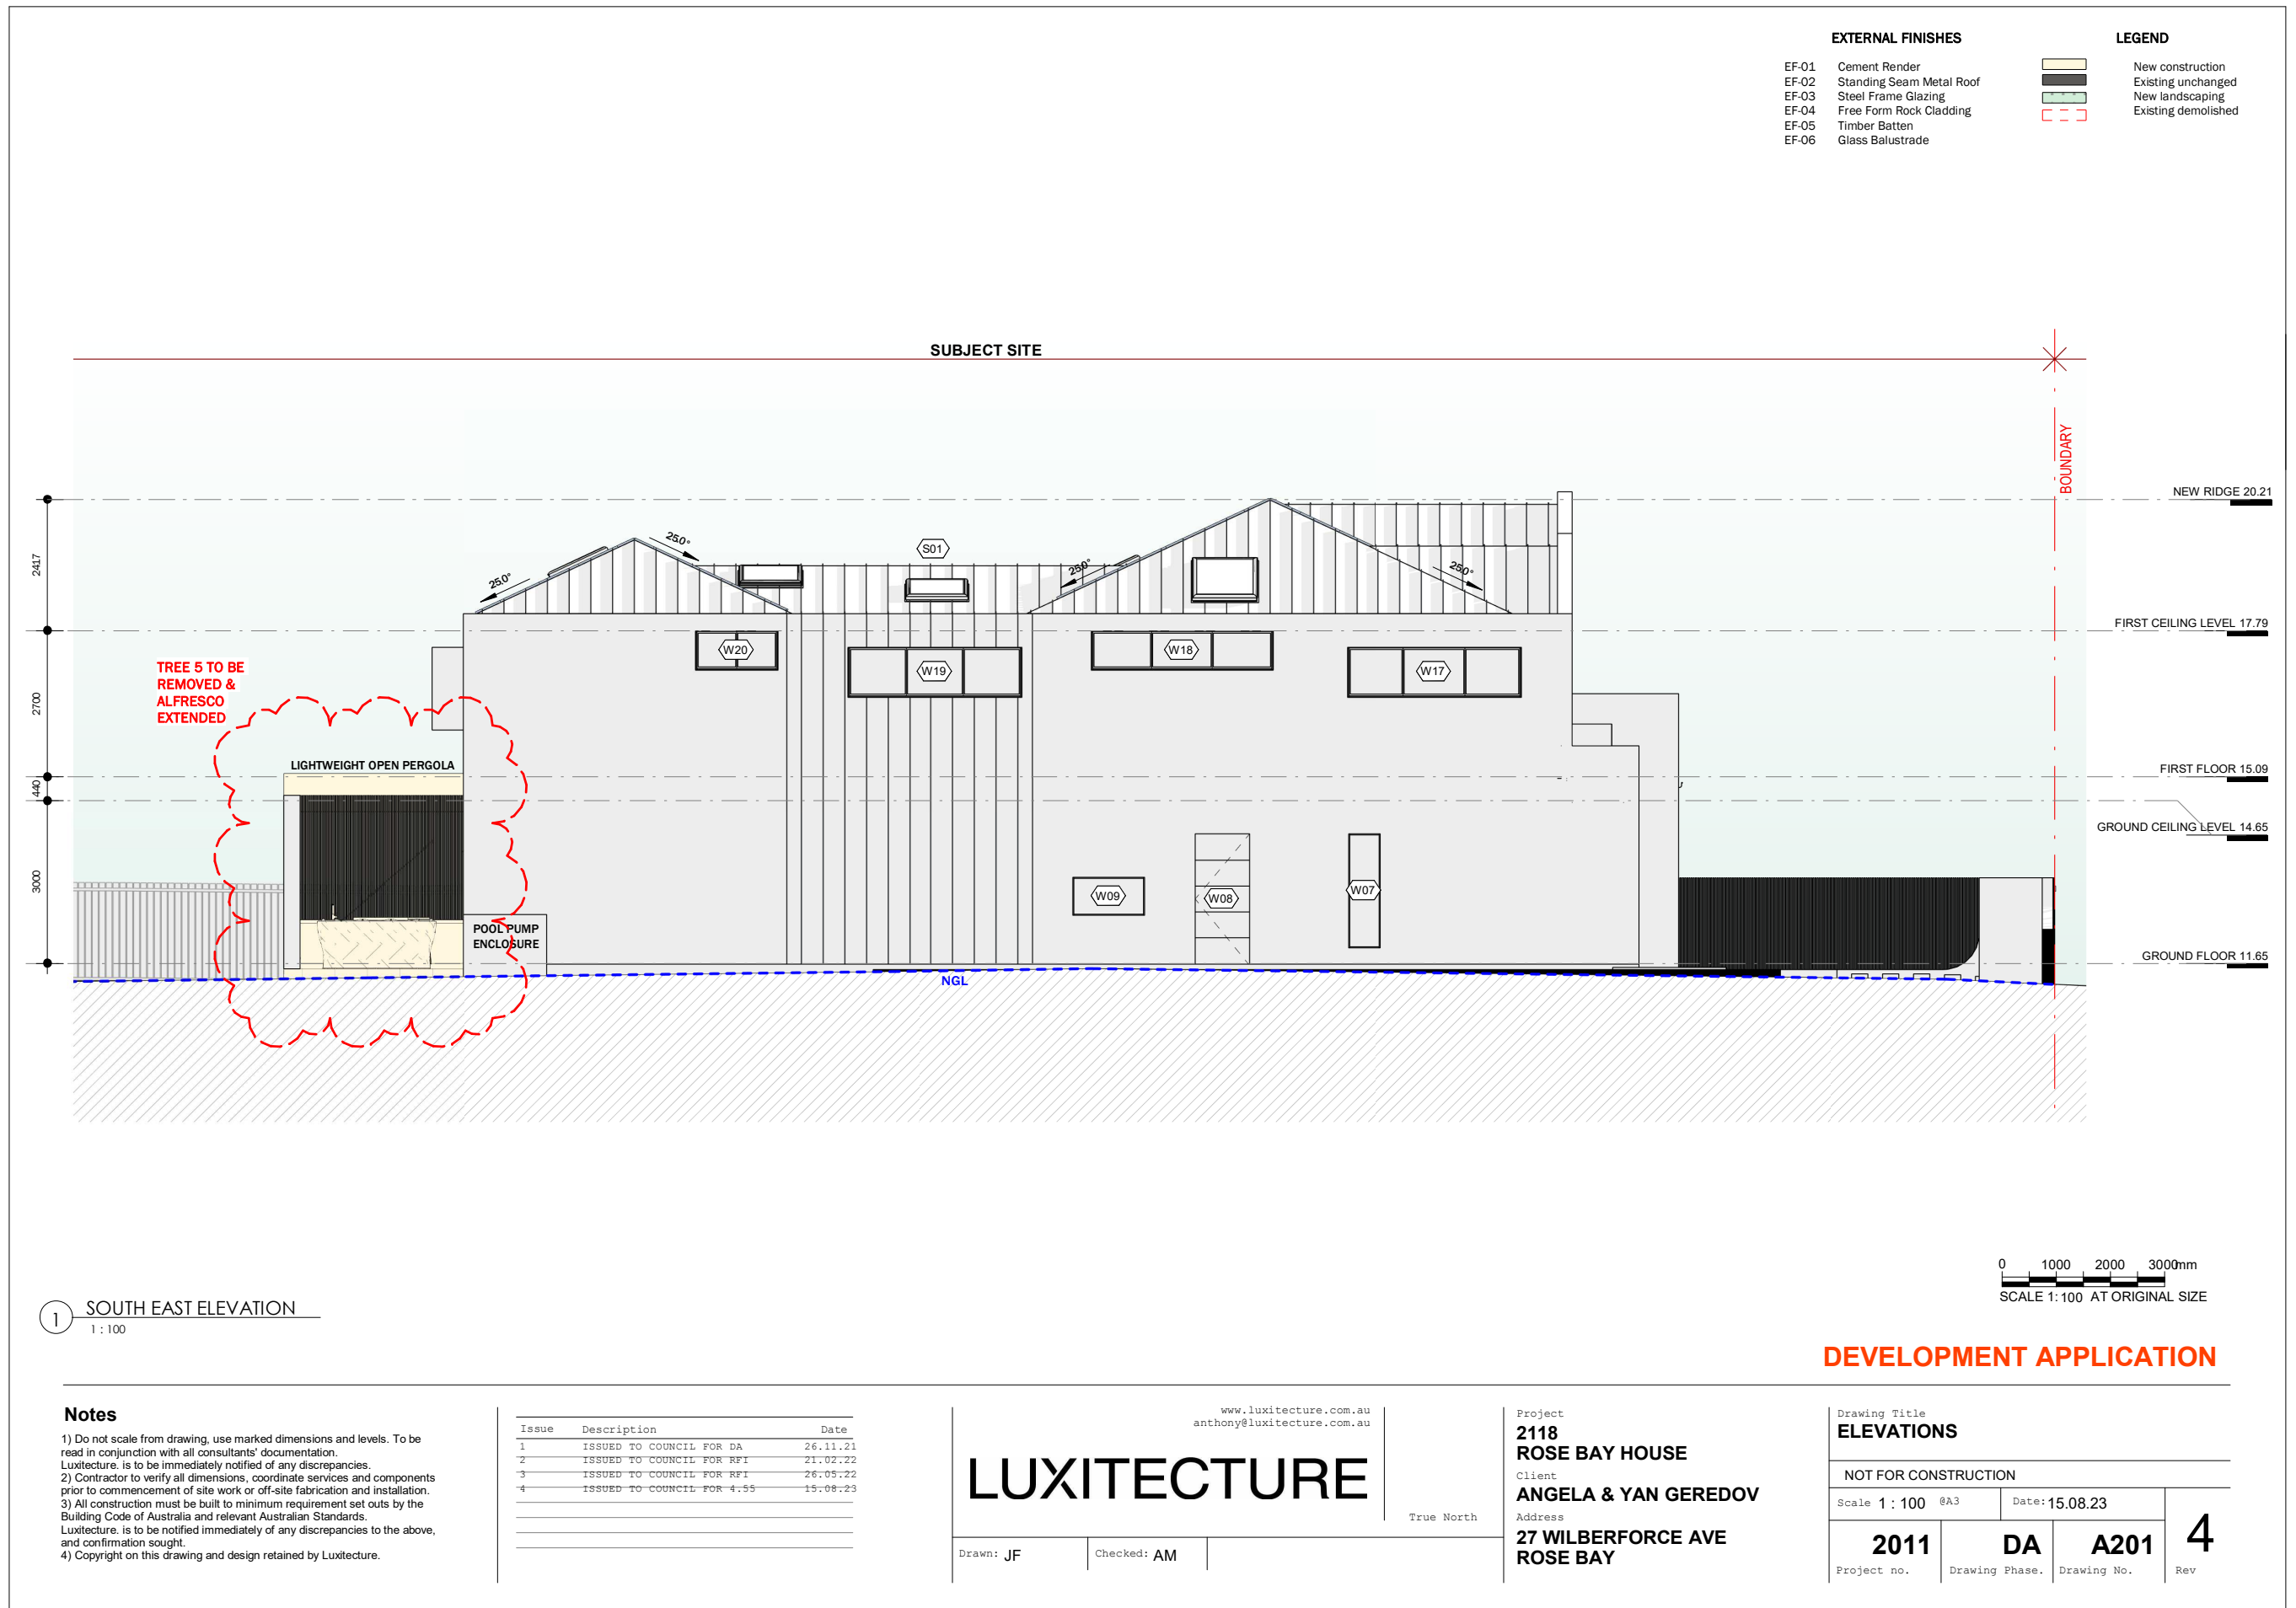 EXTERNAL FINISHES
EF-01 Cement Render
EF-02 Standing Seam Metal Roof
EF-03 Steel Frame Glazing
EF-04 Free Form Rock Cladding
EF-05 Timber Batten
EF-06 Glass Balustrade
LEGEND
New construction
Existing unchanged
New landscaping
Existing demolished
SUBJECT SITE
BOUNDARY
NEW RIDGE 20.21
FIRST CEILING LEVEL 17.79
FIRST FLOOR 15.09
GROUND CEILING LEVEL 14.65
GROUND FLOOR 11.65
2417
2700
440
3000
25.0°
25.0°
S01
25.0°
25.0°
W20
W19
W18
W17
W09
W08
W07
TREE 5 TO BE
REMOVED &
ALFRESCO
EXTENDED
LIGHTWEIGHT OPEN PERGOLA
POOL PUMP
ENCLOSURE
NGL
0 1000 2000 3000mm
SCALE 1: 100 AT ORIGINAL SIZE
1 SOUTH EAST ELEVATION
1 : 100
DEVELOPMENT APPLICATION
Notes
1) Do not scale from drawing, use marked dimensions and levels. To be
read in conjunction with all consultants' documentation.
Luxitecture. is to be immediately notified of any discrepancies.
2) Contractor to verify all dimensions, coordinate services and components
prior to commencement of site work or off-site fabrication and installation.
3) All construction must be built to minimum requirement set outs by the
Building Code of Australia and relevant Australian Standards.
Luxitecture. is to be notified immediately of any discrepancies to the above,
and confirmation sought.
4) Copyright on this drawing and design retained by Luxitecture.
Issue Description Date
1 ISSUED TO COUNCIL FOR DA 26.11.21
2 ISSUED TO COUNCIL FOR RFI 21.02.22
3 ISSUED TO COUNCIL FOR RFI 26.05.22
4 ISSUED TO COUNCIL FOR 4.55 15.08.23
www.luxitecture.com.au
anthony@luxitecture.com.au
LUXITECTURE
True North
Drawn: JF
Checked: AM
Project
2118
ROSE BAY HOUSE
Client
ANGELA & YAN GEREDOV
Address
27 WILBERFORCE AVE
ROSE BAY
Drawing Title
ELEVATIONS
NOT FOR CONSTRUCTION
Scale 1 : 100 @A3
Date: 15.08.23
2011
Project no.
DA
Drawing Phase.
A201
Drawing No.
4
Rev